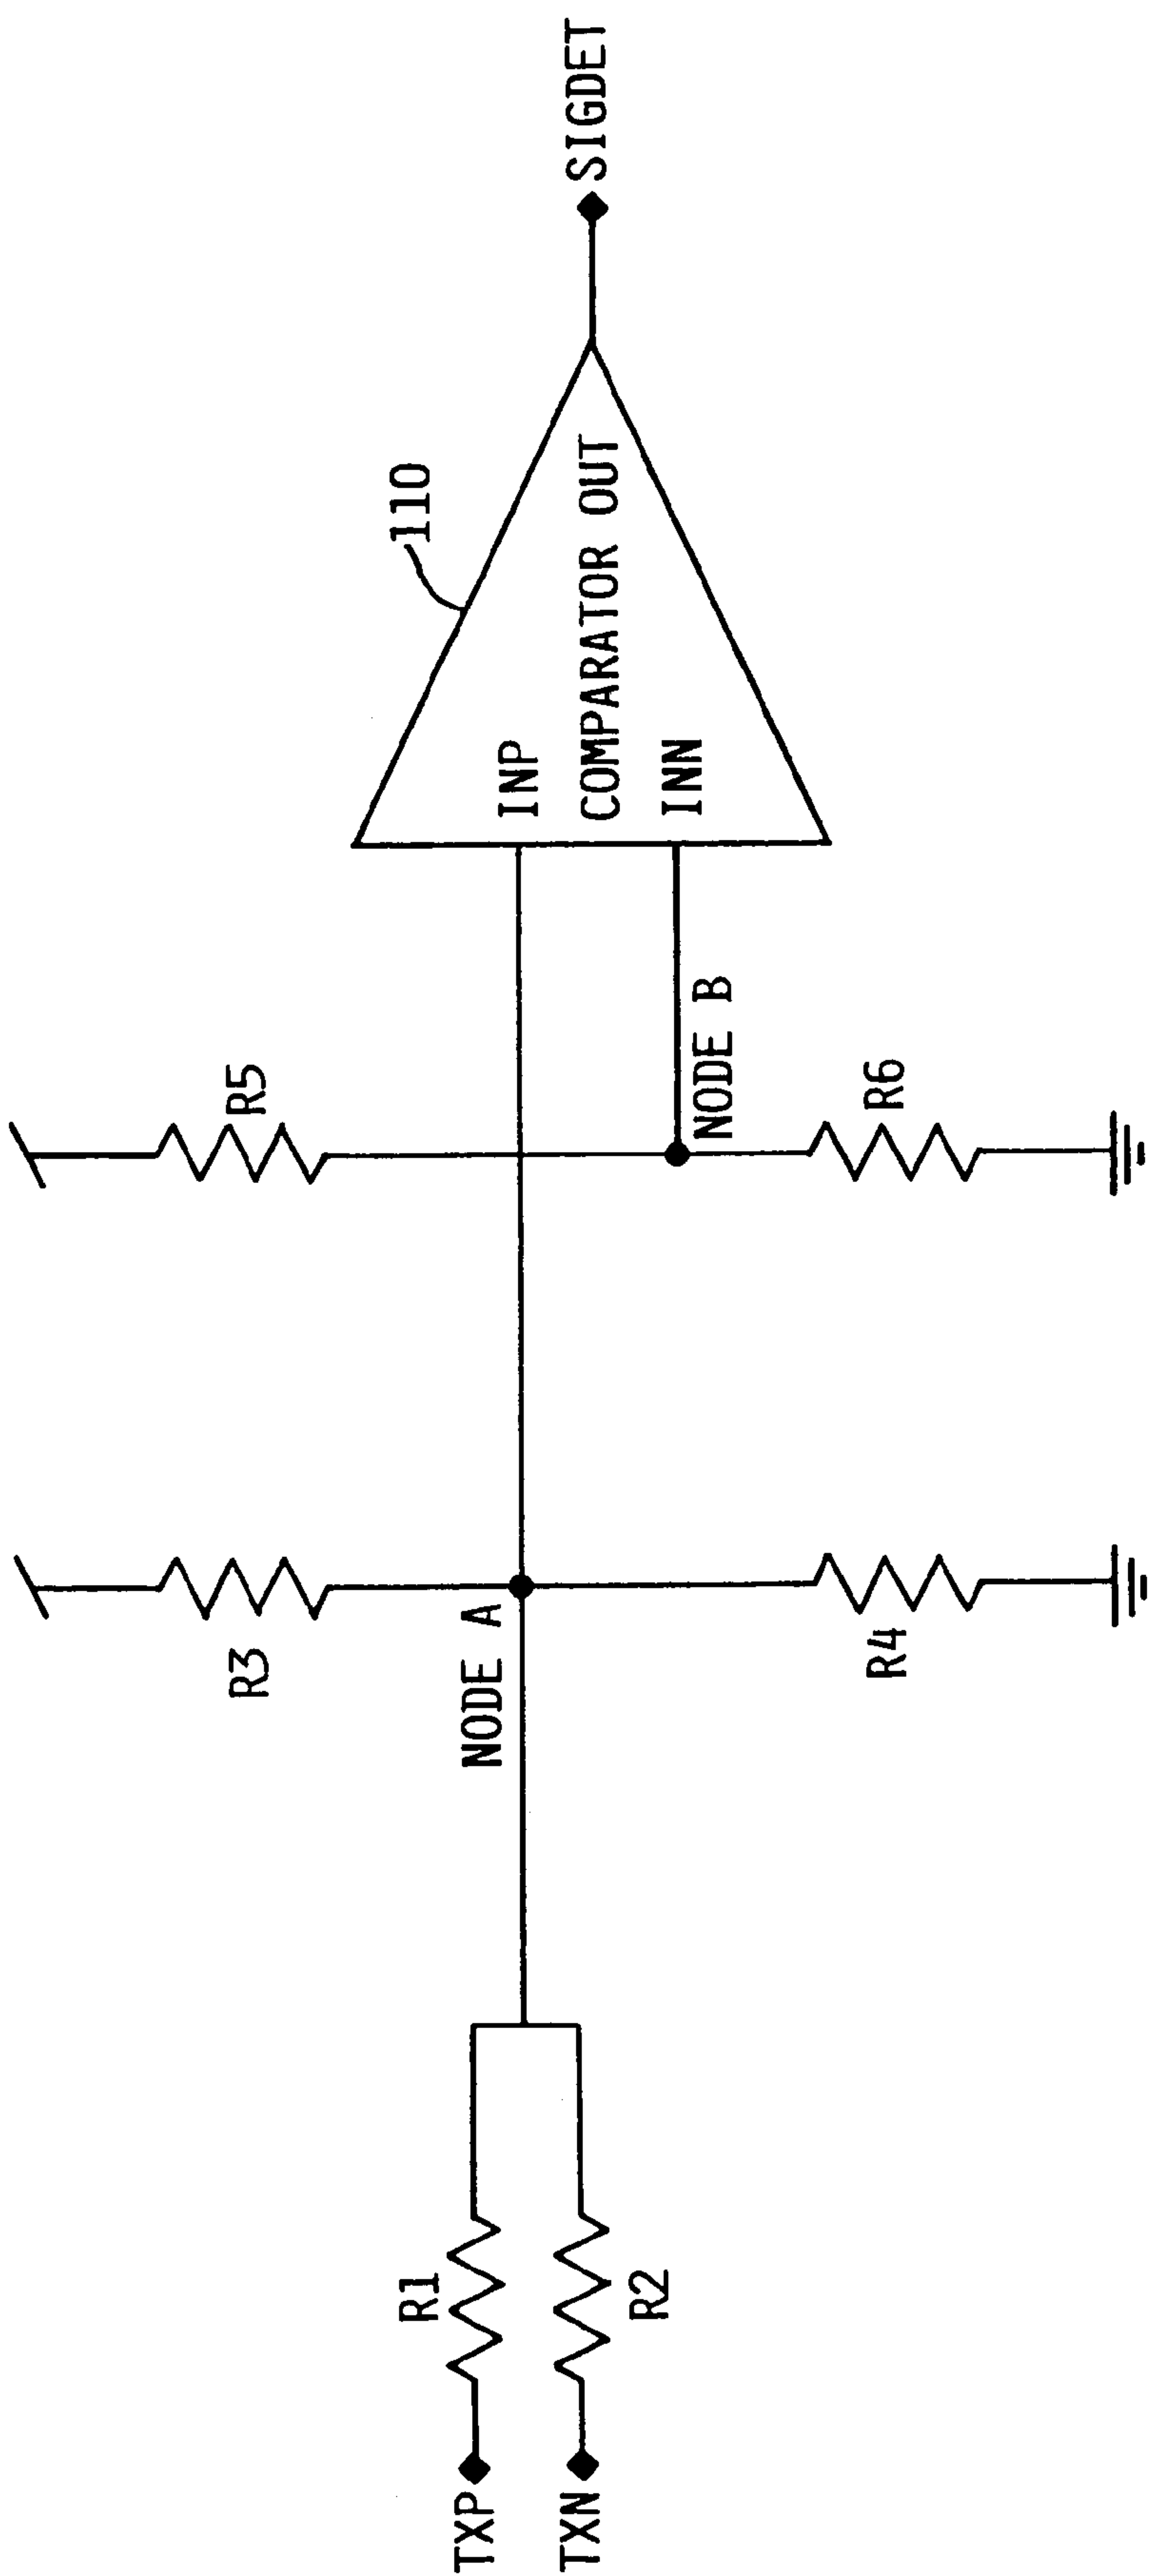 TXP
TXN
R1
R2
NODE A
R3
R4
R5
R6
NODE B
INP
COMPARATOR OUT
INN
110
SIGDET